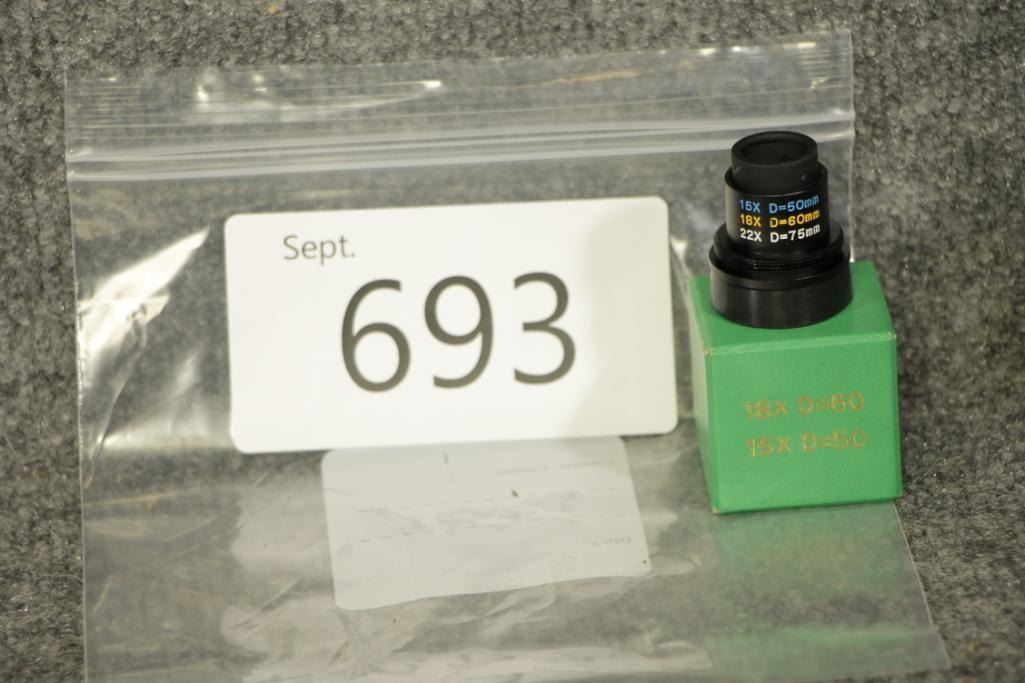 Sept.
693
15X D=50mm
18X D=60mm
22X D=75mm
18X D=60
15X D=50